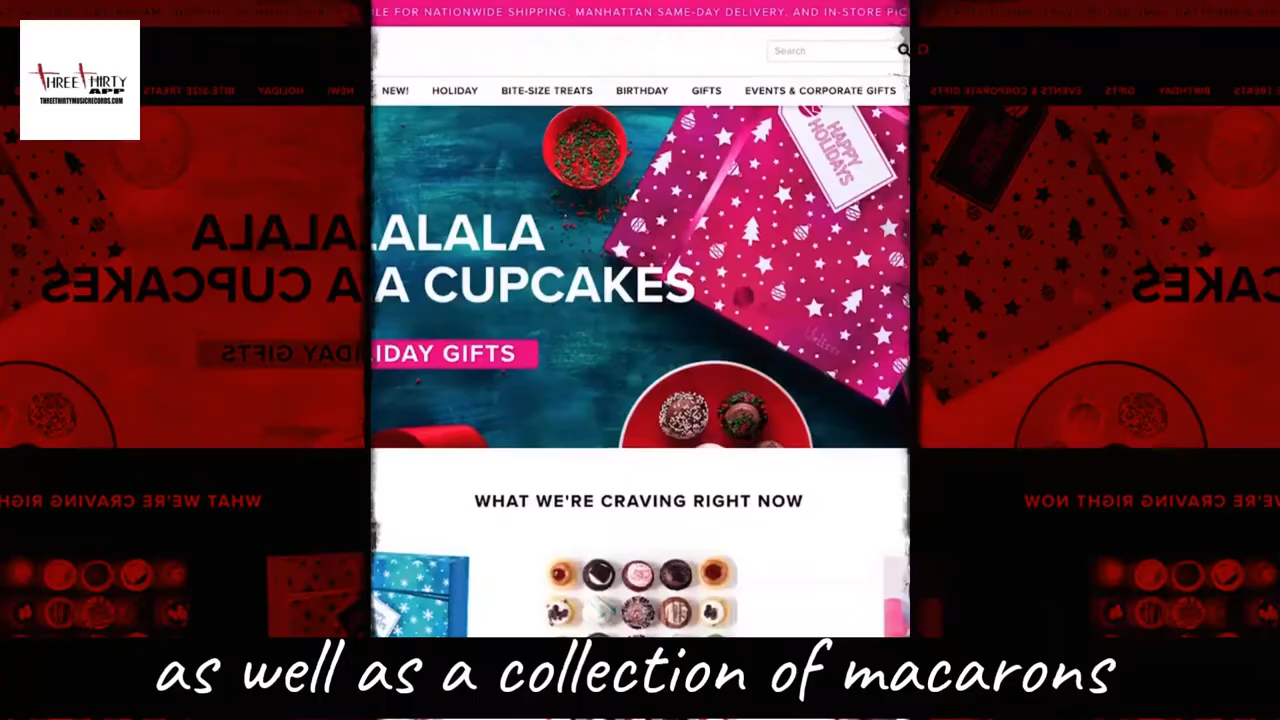 LE FOR NATIONWIDE SHIPPING, MANHATTAN SAME-DAY DELIVERY, AND IN-STORE PIC
THREE THIRTY
APP
THREETHIRTYMUSICRECORDS.COM
Search
NEW! HOLIDAY BITE-SIZE TREATS BIRTHDAY GIFTS EVENTS & CORPORATE GIFTS
HAPPY
HOLIDAYS
LALALA
A CUPCAKES
IDAY GIFTS
WHAT WE'RE CRAVING RIGHT NOW
as well as a collection of macarons